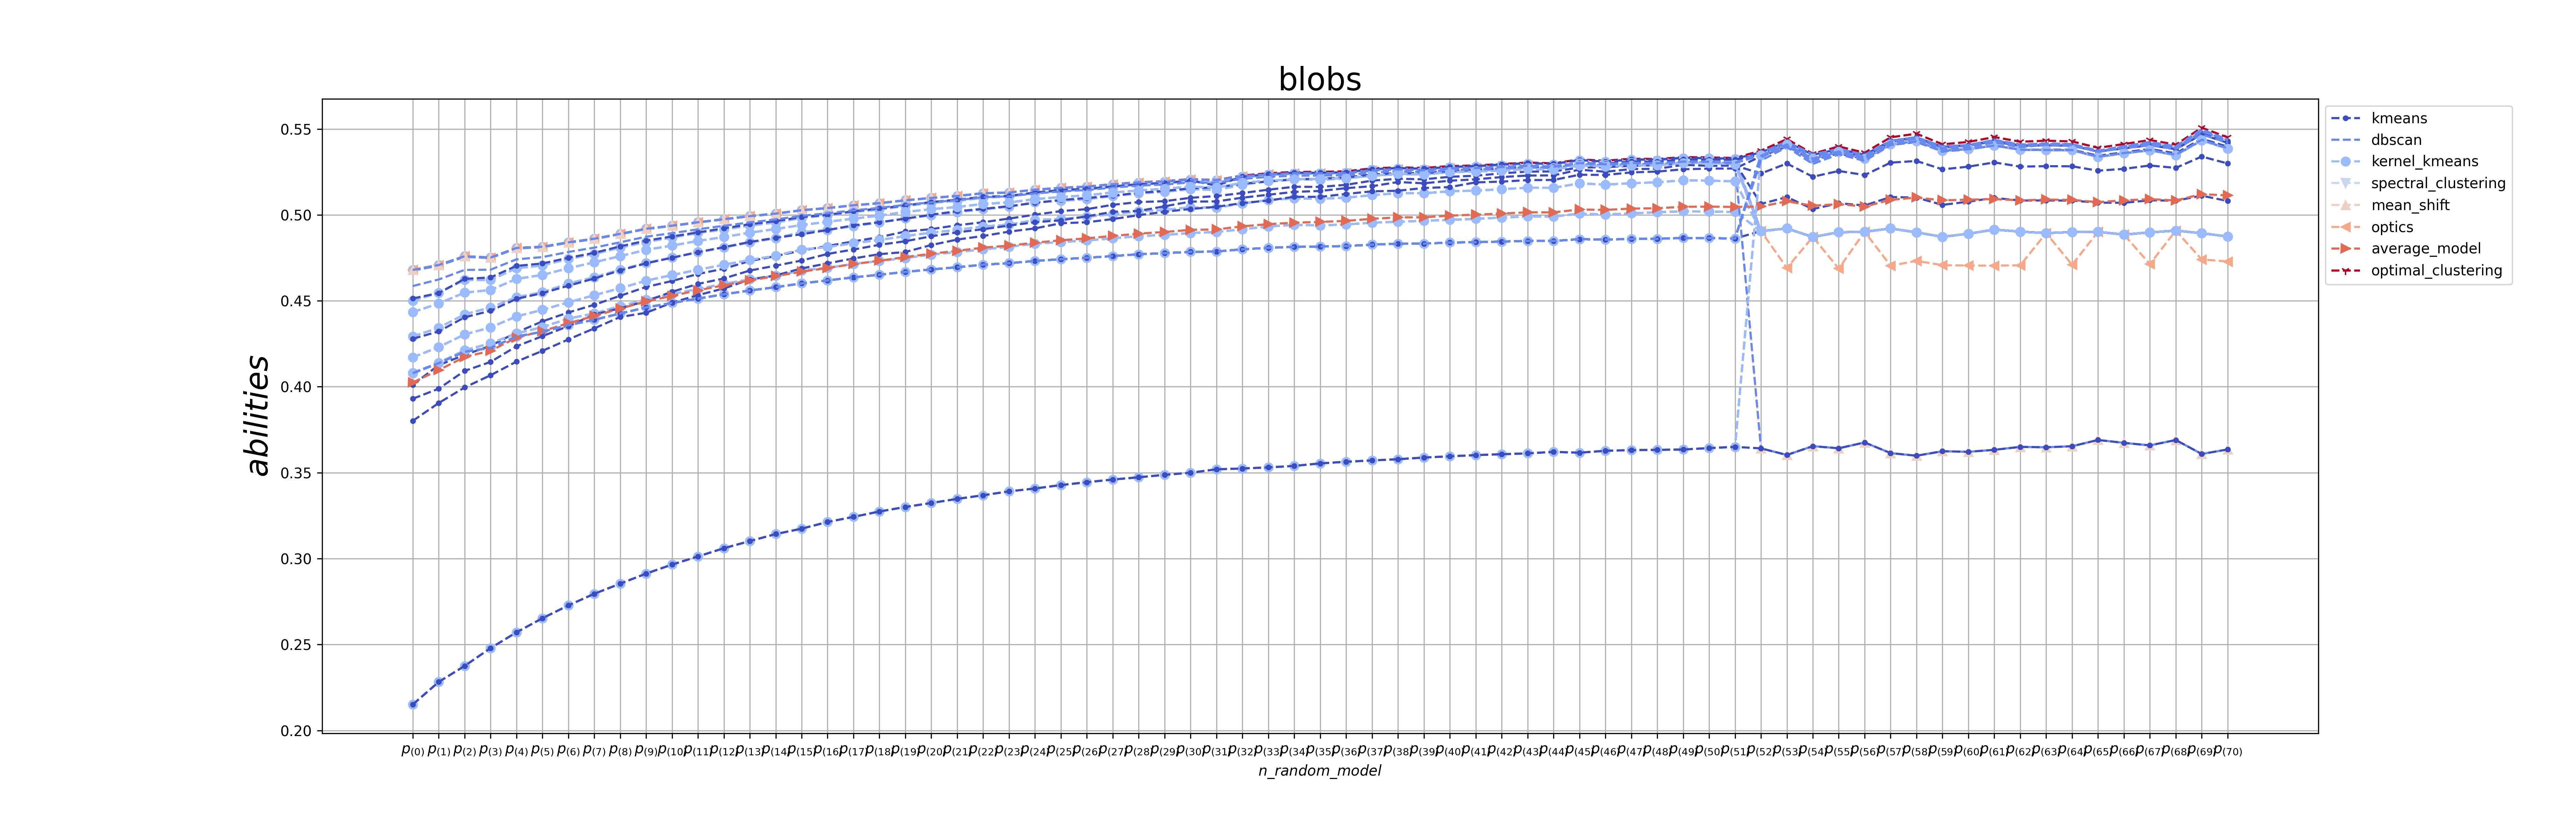 blobs
abilities
0.55
0.50
0.45
0.40
0.35
0.30
0.25
0.20
p(0) p(1) p(2) p(3) p(4) p(5) p(6) p(7) p(8) p(9) p(10) p(11) p(12) p(13) p(14) p(15) p(16) p(17) p(18) p(19) p(20) p(21) p(22) p(23) p(24) p(25) p(26) p(27) p(28) p(29) p(30) p(31) p(32) p(33) p(34) p(35) p(36) p(37) p(38) p(39) p(40) p(41) p(42) p(43) p(44) p(45) p(46) p(47) p(48) p(49) p(50) p(51) p(52) p(53) p(54) p(55) p(56) p(57) p(58) p(59) p(60) p(61) p(62) p(63) p(64) p(65) p(66) p(67) p(68) p(69) p(70)
n_random_model
kmeans
dbscan
kernel_kmeans
spectral_clustering
mean_shift
optics
average_model
optimal_clustering